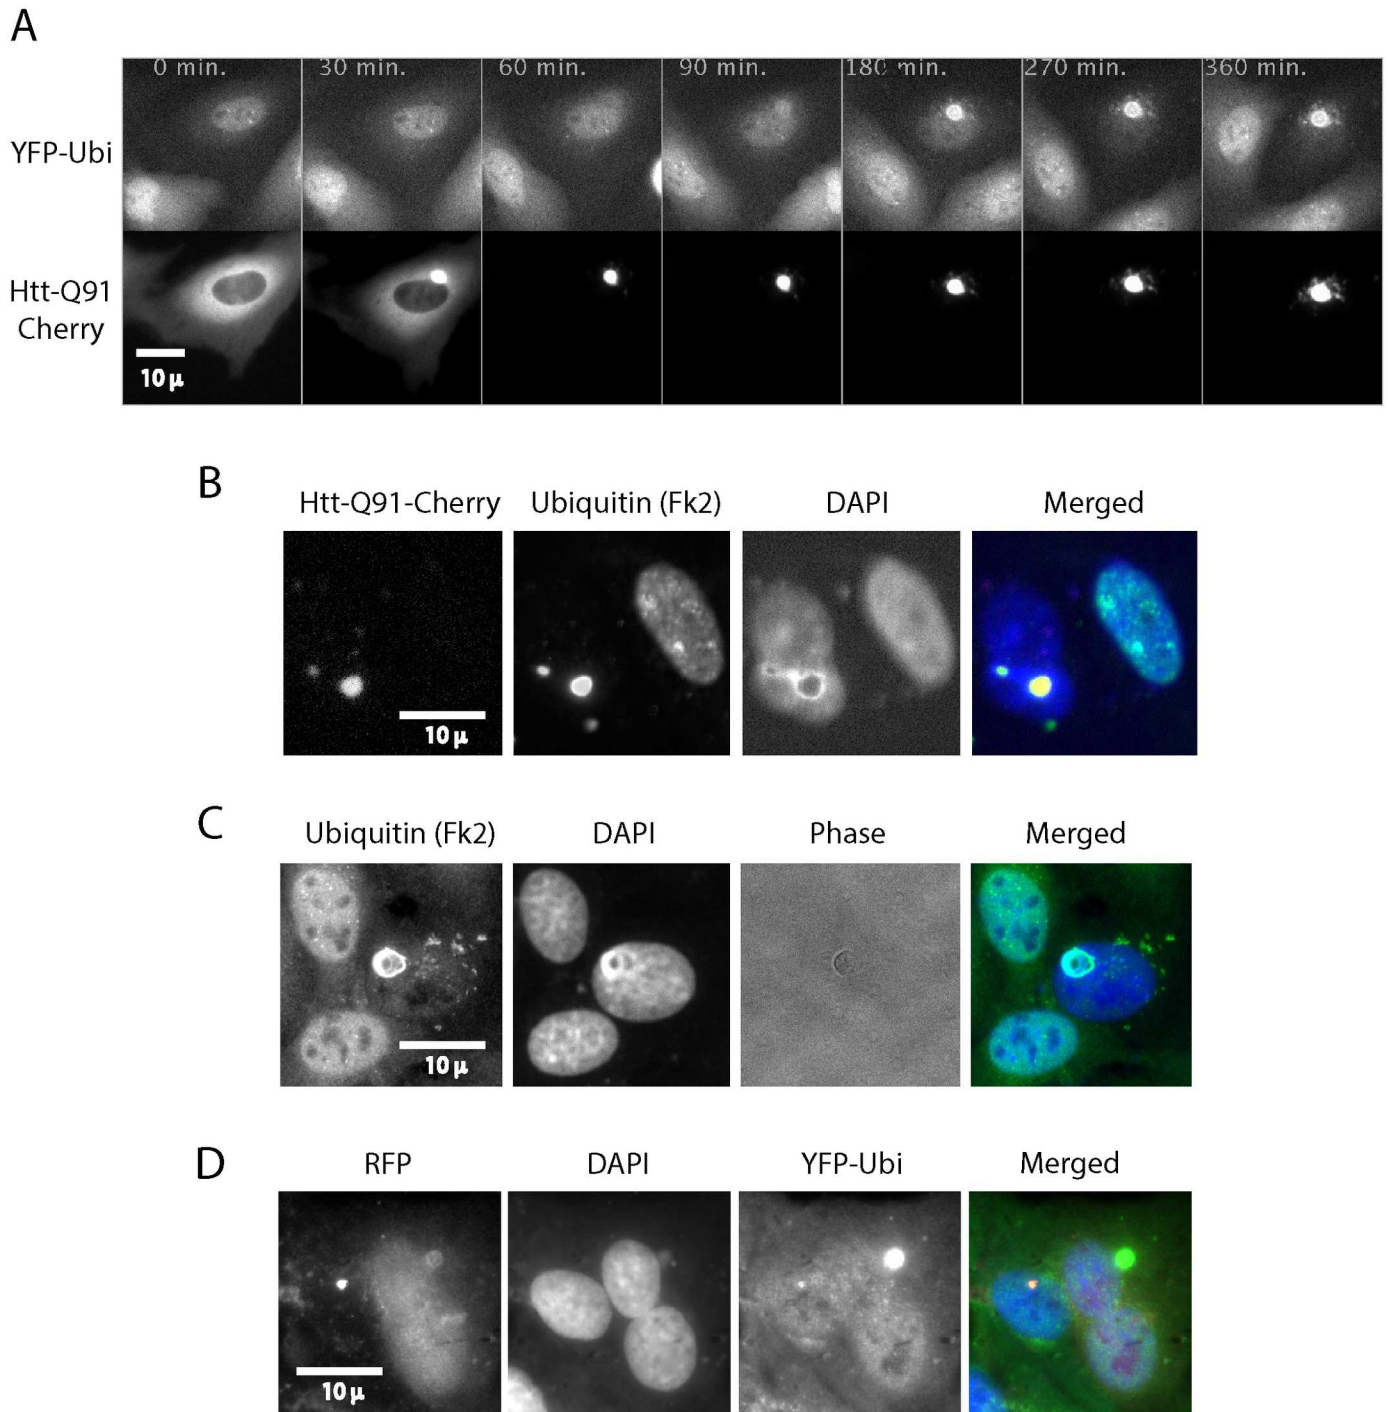 A
0 min. 30 min. 60 min. 90 min. 180 min. 270 min. 360 min.
YFP-Ubi
Htt-Q91
Cherry
10 µ
B
Htt-Q91-Cherry Ubiquitin (Fk2) DAPI Merged
10 µ
C
Ubiquitin (Fk2) DAPI Phase Merged
10 µ
D
RFP DAPI YFP-Ubi Merged
10 µ